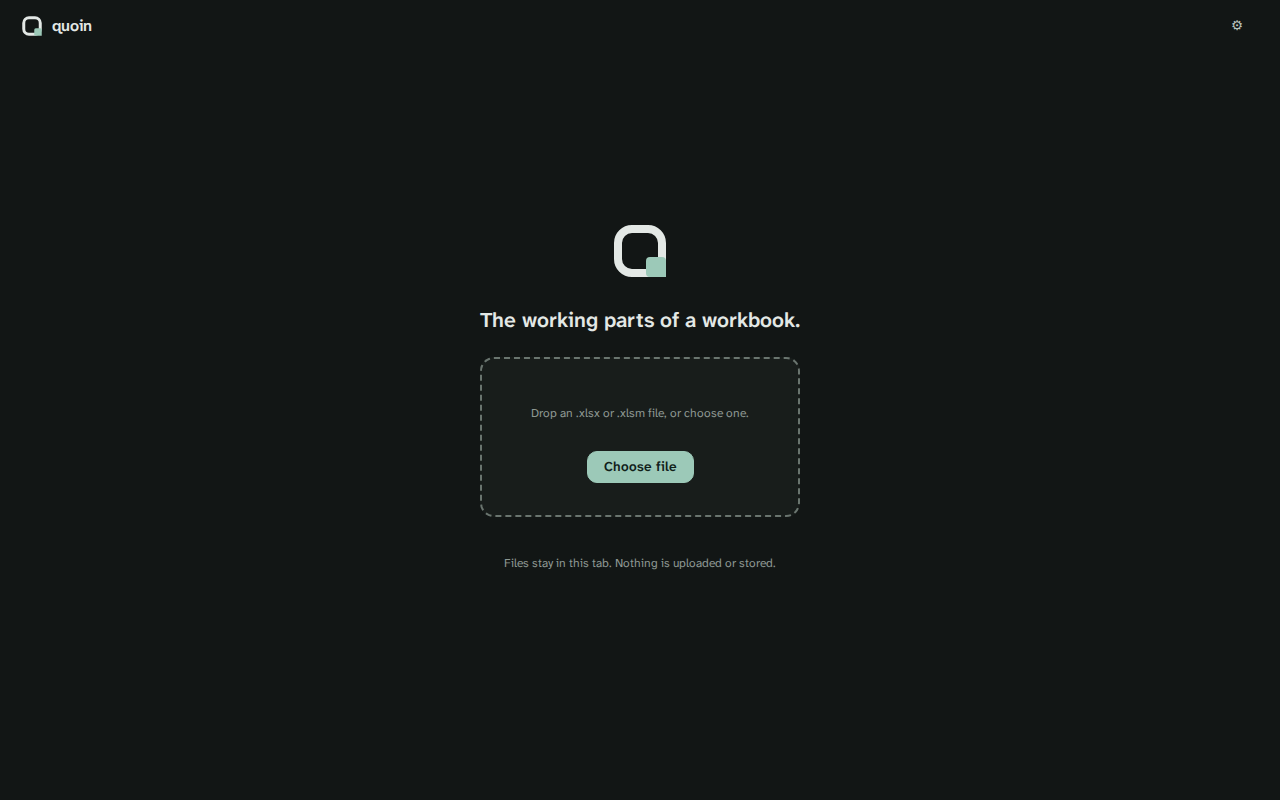 quoin
The working parts of a workbook.
Drop an .xlsx or .xlsm file, or choose one.
Choose file
Files stay in this tab. Nothing is uploaded or stored.